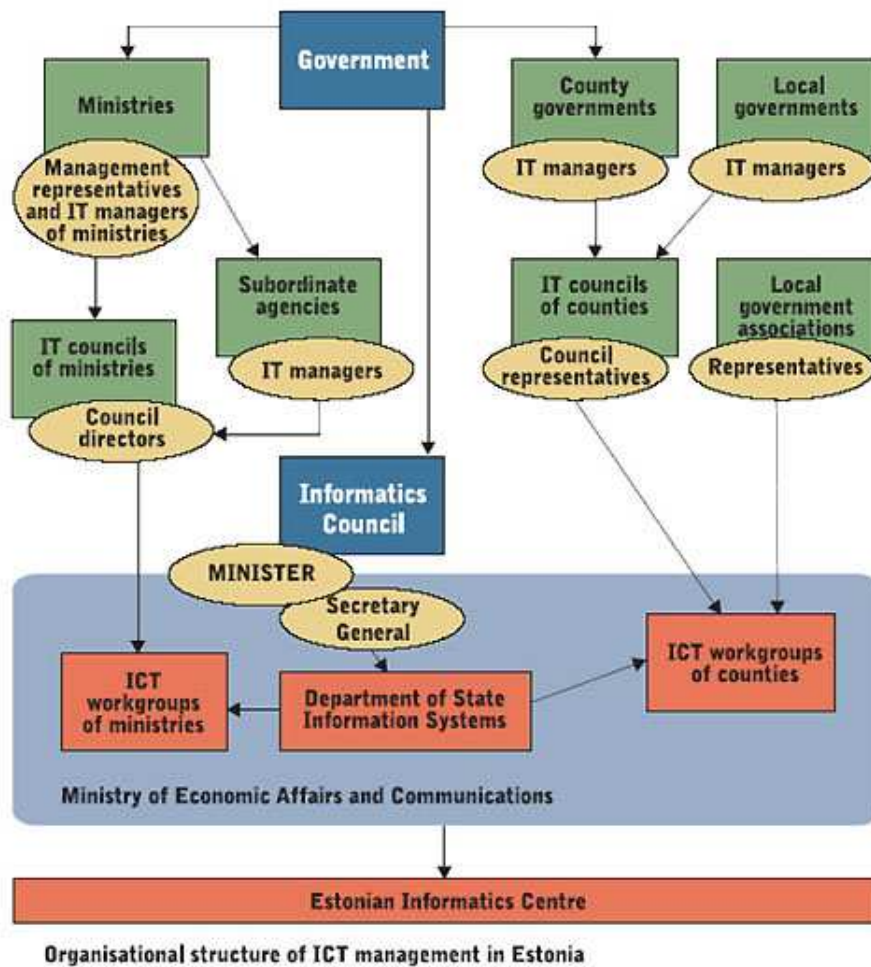 Government
Ministries
County
governments
Local
governments
Management
representatives
and IT managers
of ministries
IT managers
IT managers
Subordinate
agencies
IT councils
of counties
Local
government
associations
IT councils
of ministries
IT managers
Council
representatives
Representatives
Council
directors
Informatics
Council
MINISTER
Secretary
General
ICT
workgroups
of ministries
Department of State
Information Systems
ICT workgroups
of counties
Ministry of Economic Affairs and Communications
Estonian Informatics Centre
Organisational structure of ICT management in Estonia